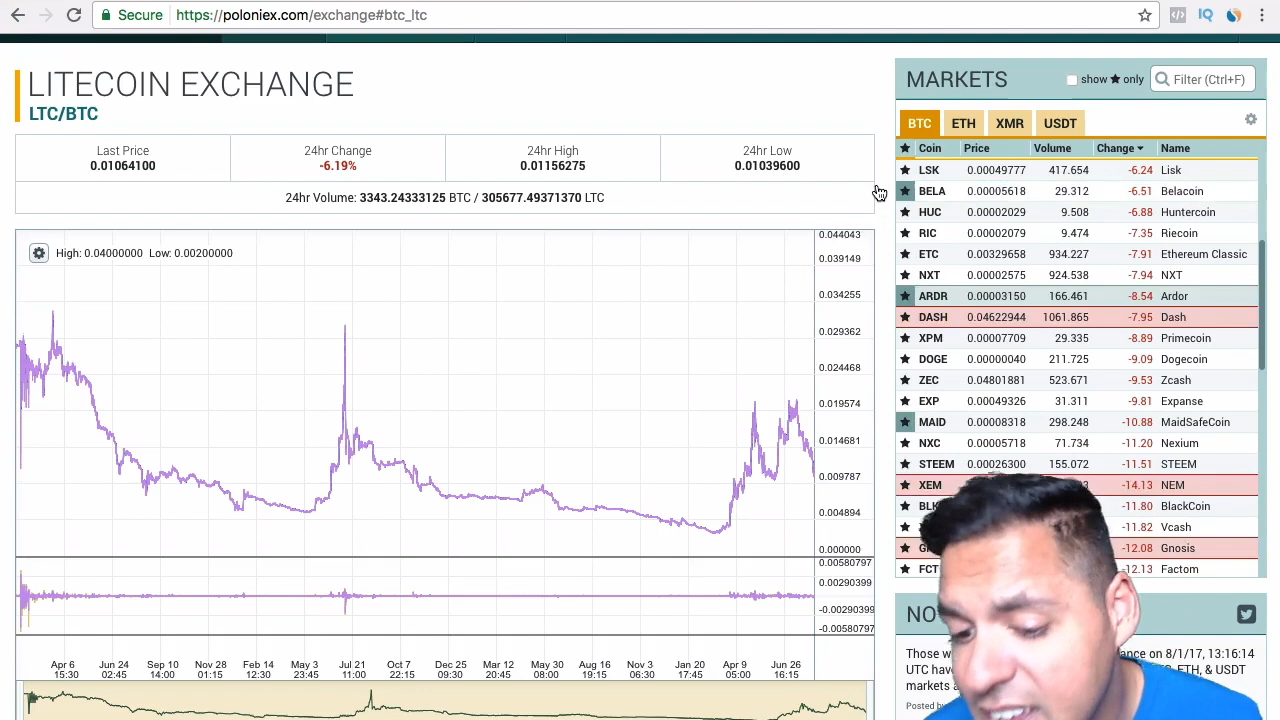 Secure https://poloniex.com/exchange#btc_ltc
LITECOIN EXCHANGE
LTC/BTC
Last Price 24hr Change 24hr High 24hr Low
0.01064100 -6.19% 0.01156275 0.01039600
24hr Volume: 3343.24333125 BTC / 305677.49371370 LTC
High: 0.04000000 Low: 0.00200000
0.044043
0.039149
0.034255
0.029362
0.024468
0.019574
0.014681
0.009787
0.004894
0.000000
0.00580797
0.00290399
-0.00290399
-0.00580797
Apr 6 Jun 24 Sep 10 Nov 28 Feb 14 May 3 Jul 21 Oct 7 Dec 25 Mar 12 May 30 Aug 16 Nov 3 Jan 20 Apr 9 Jun 26
15:30 02:45 14:00 01:15 12:30 23:45 11:00 22:15 09:30 20:45 08:00 19:15 06:30 17:45 05:00 16:15
MARKETS show ★ only Filter (Ctrl+F)
BTC ETH XMR USDT
★ Coin Price Volume Change Name
LSK 0.00049777 417.654 -6.24 Lisk
BELA 0.00005618 29.312 -6.51 Belacoin
HUC 0.00002029 9.508 -6.88 Huntercoin
RIC 0.00002079 9.474 -7.35 Riecoin
ETC 0.00329658 934.227 -7.91 Ethereum Classic
NXT 0.00002575 924.538 -7.94 NXT
ARDR 0.00003150 166.461 -8.54 Ardor
DASH 0.04622944 1061.865 -7.95 Dash
XPM 0.00007709 29.335 -8.89 Primecoin
DOGE 0.00000040 211.725 -9.09 Dogecoin
ZEC 0.04801881 523.671 -9.53 Zcash
EXP 0.00049326 31.311 -9.81 Expanse
MAID 0.00008318 298.248 -10.88 MaidSafeCoin
NXC 0.00005718 71.734 -11.20 Nexium
STEEM 0.00026300 155.072 -11.51 STEEM
XEM -14.13 NEM
-11.80 BlackCoin
-11.82 Vcash
-12.08 Gnosis
FCT -12.13 Factom
Those w ance on 8/1/17, 13:16:14
UTC have ETH, & USDT
markets
Posted by